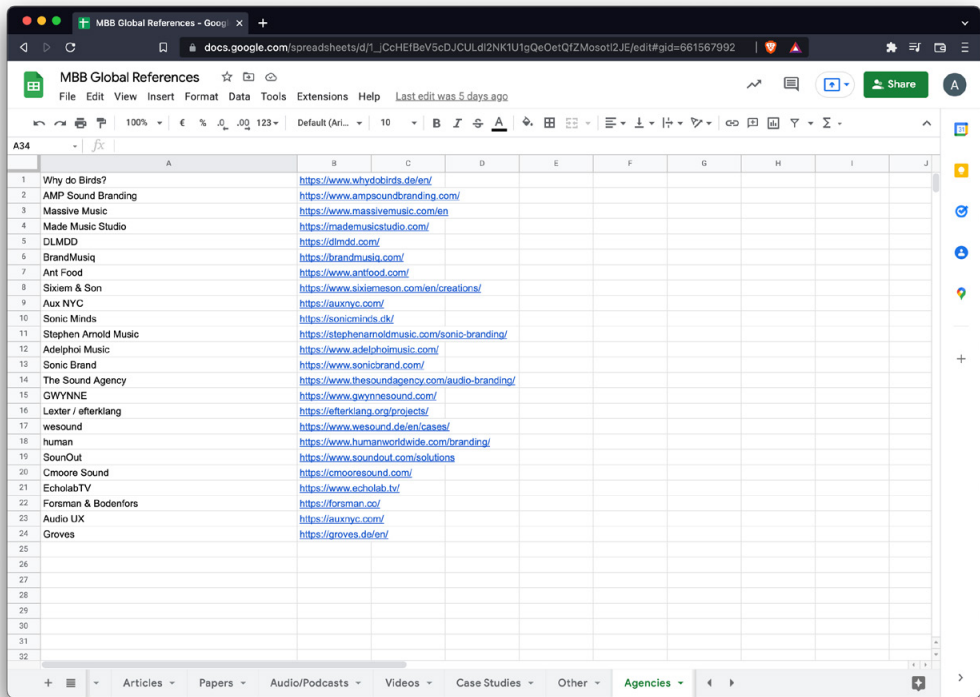 MBB Global References - Goog
docs.google.com/spreadsheets/d/1_jCcHEfBeV5cDJCULdl2NK1U1gQeOetQfZMosotI2JE/edit#gid=661567992
MBB Global References
File Edit View Insert Format Data Tools Extensions Help Last edit was 5 days ago
Share
A
100% € % .0 .00 123 Default (Ari... 10 B I S A
A34 fx
A B C D E F G H I J
1 Why do Birds? https://www.whydobirds.de/en/
2 AMP Sound Branding https://www.ampsoundbranding.com/
3 Massive Music https://www.massivemusic.com/en
4 Made Music Studio https://mademusicstudio.com/
5 DLMDD https://dlmdd.com/
6 BrandMusiq https://brandmusiq.com/
7 Ant Food https://www.antfood.com/
8 Sixiem & Son https://www.sixiemeson.com/en/creations/
9 Aux NYC https://auxnyc.com/
10 Sonic Minds https://sonicminds.dk/
11 Stephen Arnold Music https://stephenarnoldmusic.com/sonic-branding/
12 Adelphoi Music https://www.adelphoimusic.com/
13 Sonic Brand https://www.sonicbrand.com/
14 The Sound Agency https://www.thesoundagency.com/audio-branding/
15 GWYNNE https://www.gwynnesound.com/
16 Lexter / efterklang https://efterklang.org/projects/
17 wesound https://www.wesound.de/en/cases/
18 human https://www.humanworldwide.com/branding/
19 SounOut https://www.soundout.com/solutions
20 Cmoore Sound https://cmooresound.com/
21 EcholabTV https://www.echolab.tv/
22 Forsman & Bodenfors https://forsman.co/
23 Audio UX https://auxnyc.com/
24 Groves https://groves.de/en/
25
26
27
28
29
30
31
32
Articles Papers Audio/Podcasts Videos Case Studies Other Agencies